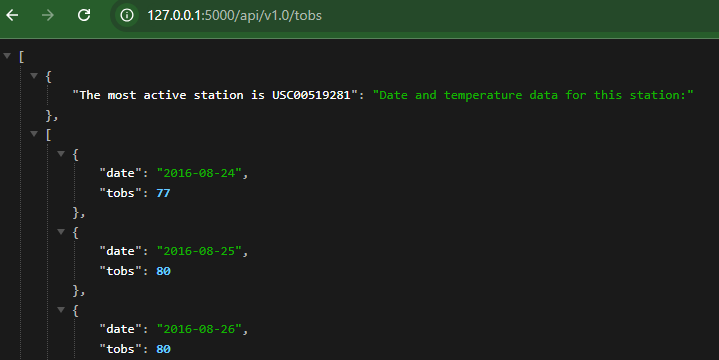 127.0.0.1:5000/api/v1.0/tobs
[
{
"The most active station is USC00519281": "Date and temperature data for this station:"
},
[
{
"date": "2016-08-24",
"tobs": 77
},
{
"date": "2016-08-25",
"tobs": 80
},
{
"date": "2016-08-26",
"tobs": 80